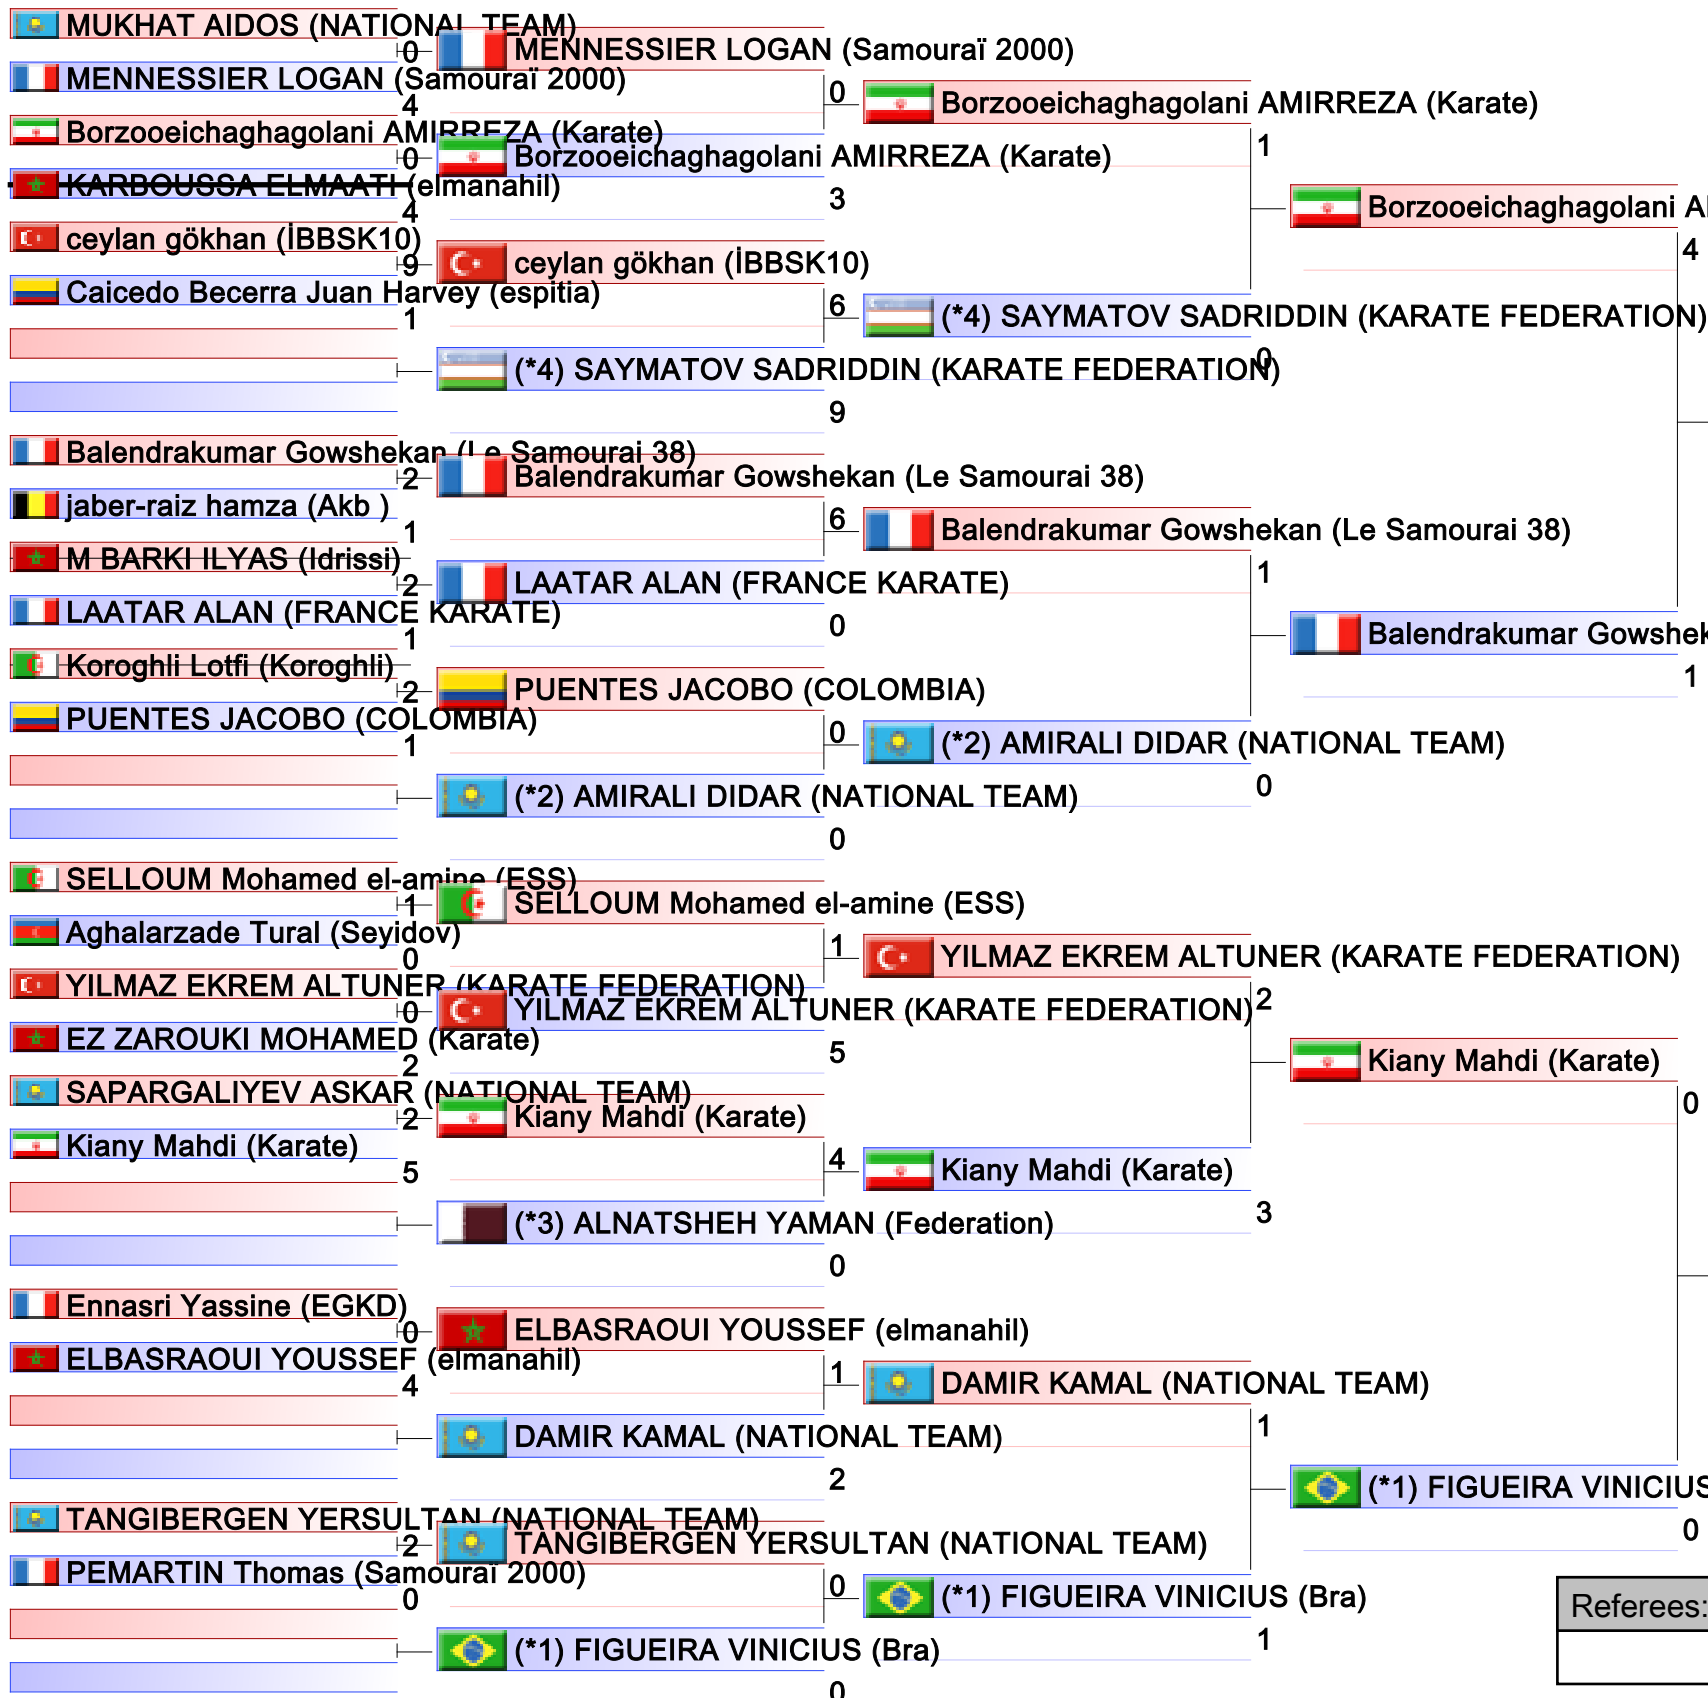 MUKHAT AIDOS (NATIONAL TEAM)
0
MENNESSIER LOGAN (Samouraï 2000)
4
Borzooeichaghagolani AMIRREZA (Karate)
0
KARBOUSSA ELMAATI (elmanahil)
4
ceylan gökhan (İBBSK10)
9
Caicedo Becerra Juan Harvey (espitia)
1
Balendrakumar Gowshekan (Le Samourai 38)
2
jaber-raiz hamza (Akb )
1
M BARKI ILYAS (Idrissi)
2
LAATAR ALAN (FRANCE KARATE)
1
Koroghli Lotfi (Koroghli)
2
PUENTES JACOBO (COLOMBIA)
1
SELLOUM Mohamed el-amine (ESS)
1
Aghalarzade Tural (Seyidov)
0
YILMAZ EKREM ALTUNER (KARATE FEDERATION)
0
EZ ZAROUKI MOHAMED (Karate)
2
SAPARGALIYEV ASKAR (NATIONAL TEAM)
2
Kiany Mahdi (Karate)
5
Ennasri Yassine (EGKD)
0
ELBASRAOUI YOUSSEF (elmanahil)
4
TANGIBERGEN YERSULTAN (NATIONAL TEAM)
2
PEMARTIN Thomas (Samouraï 2000)
0
MENNESSIER LOGAN (Samouraï 2000)
0
Borzooeichaghagolani AMIRREZA (Karate)
3
ceylan gökhan (İBBSK10)
6
(*4) SAYMATOV SADRIDDIN (KARATE FEDERATION)
9
Balendrakumar Gowshekan (Le Samourai 38)
6
LAATAR ALAN (FRANCE KARATE)
0
PUENTES JACOBO (COLOMBIA)
0
(*2) AMIRALI DIDAR (NATIONAL TEAM)
0
SELLOUM Mohamed el-amine (ESS)
1
YILMAZ EKREM ALTUNER (KARATE FEDERATION)
5
Kiany Mahdi (Karate)
4
(*3) ALNATSHEH YAMAN (Federation)
0
ELBASRAOUI YOUSSEF (elmanahil)
1
DAMIR KAMAL (NATIONAL TEAM)
2
TANGIBERGEN YERSULTAN (NATIONAL TEAM)
0
(*1) FIGUEIRA VINICIUS (Bra)
0
Borzooeichaghagolani AMIRREZA (Karate)
1
(*4) SAYMATOV SADRIDDIN (KARATE FEDERATION)
0
Balendrakumar Gowshekan (Le Samourai 38)
1
(*2) AMIRALI DIDAR (NATIONAL TEAM)
0
YILMAZ EKREM ALTUNER (KARATE FEDERATION)
2
Kiany Mahdi (Karate)
3
DAMIR KAMAL (NATIONAL TEAM)
1
(*1) FIGUEIRA VINICIUS (Bra)
1
Borzooeichaghagolani
4
Balendrakumar
1
Kiany Mahdi (Karate)
0
(*1) FIGUEIRA VINICIUS
0
Referees: